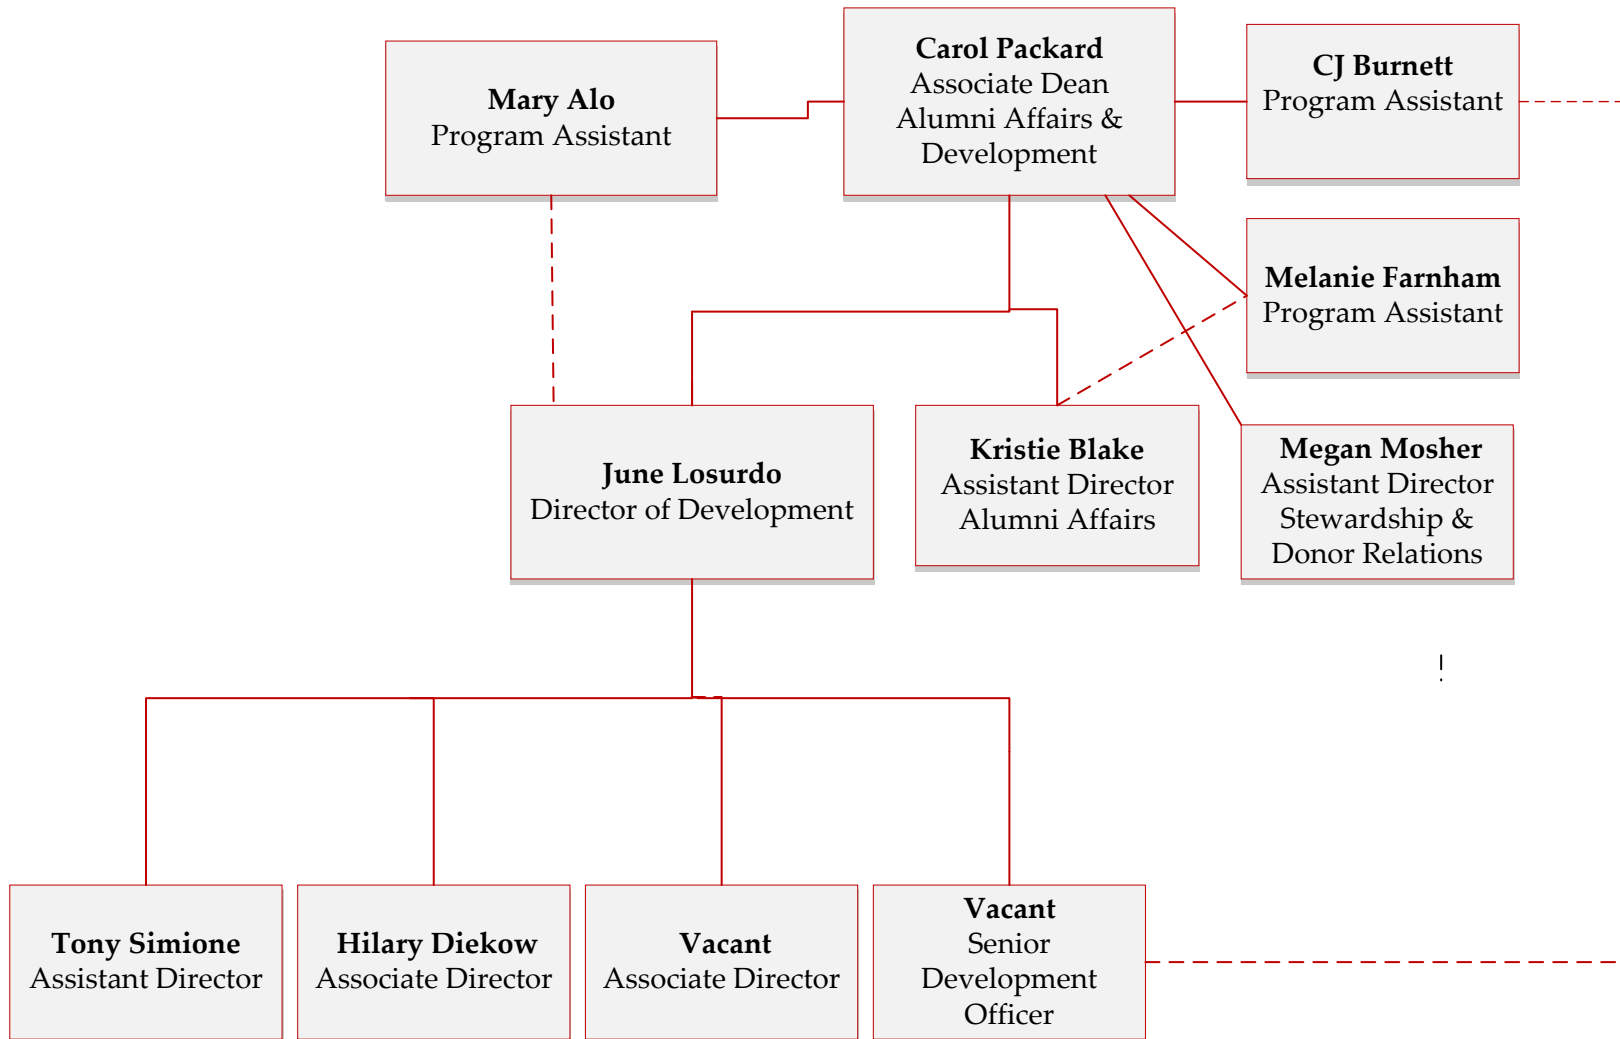 Mary Alo
Program Assistant
Carol Packard
Associate Dean
Alumni Affairs &
Development
CJ Burnett
Program Assistant
Melanie Farnham
Program Assistant
June Losurdo
Director of Development
Kristie Blake
Assistant Director
Alumni Affairs
Megan Mosher
Assistant Director
Stewardship &
Donor Relations
Tony Simione
Assistant Director
Hilary Diekow
Associate Director
Vacant
Associate Director
Vacant
Senior
Development
Officer